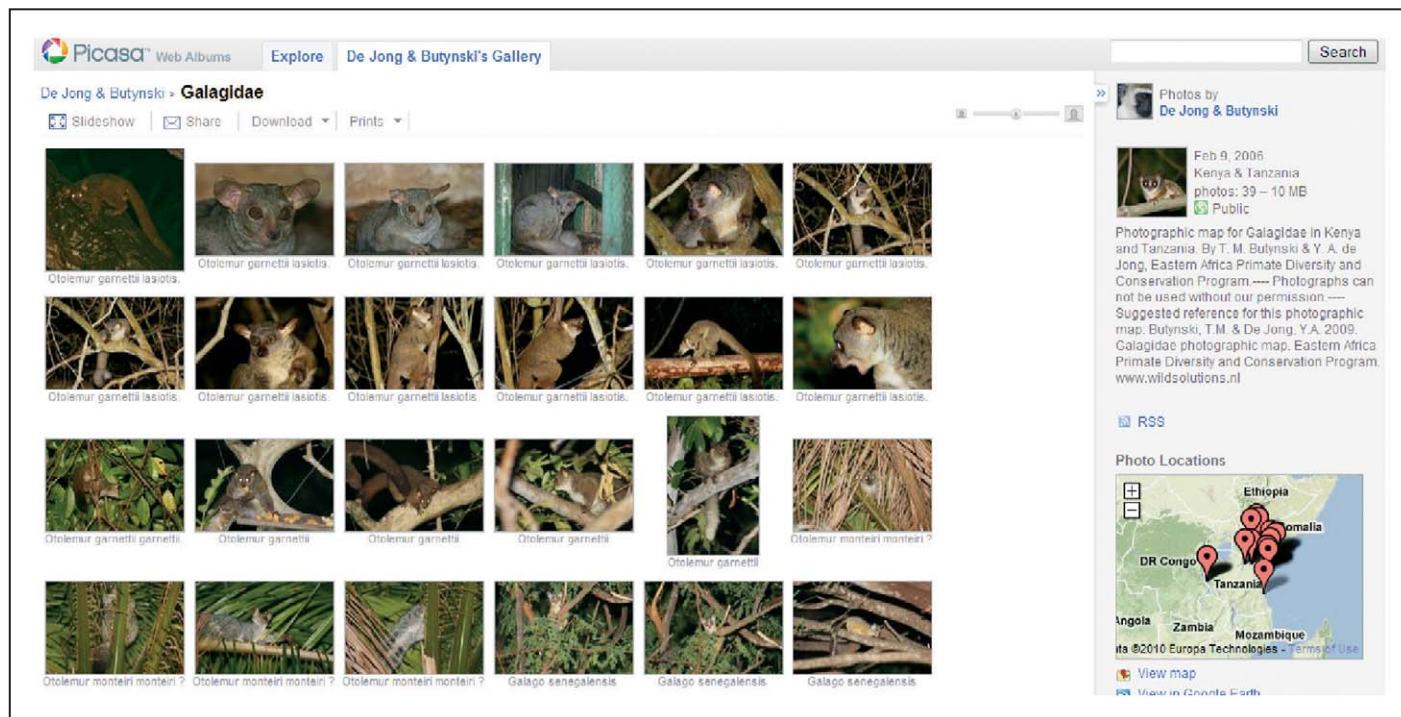 Picasa™ Web Albums
Explore
De Jong & Butynski's Gallery
Search
De Jong & Butynski > Galagidae
Slideshow
Share
Download
Prints
Otolemur garnettii lasiotis.
Otolemur garnettii lasiotis.
Otolemur garnettii lasiotis.
Otolemur garnettii lasiotis.
Otolemur garnettii lasiotis.
Otolemur garnettii lasiotis.
Otolemur garnettii lasiotis.
Otolemur garnettii lasiotis.
Otolemur garnettii lasiotis.
Otolemur garnettii lasiotis.
Otolemur garnettii lasiotis.
Otolemur garnettii lasiotis.
Otolemur garnettii garnettii.
Otolemur garnettii
Otolemur garnettii
Otolemur garnettii
Otolemur garnettii
Otolemur monteiri monteiri ?
Otolemur monteiri monteiri ?
Otolemur monteiri monteiri ?
Otolemur monteiri monteiri ?
Galago senegalensis
Galago senegalensis
Galago senegalensis
»
Photos by
De Jong & Butynski
Feb 9, 2006
Kenya & Tanzania
photos: 39 – 10 MB
Public
Photographic map for Galagidae in Kenya
and Tanzania. By T. M. Butynski & Y. A. de
Jong, Eastern Africa Primate Diversity and
Conservation Program.---- Photographs can
not be used without our permission.----
Suggested reference for this photographic
map: Butynski, T.M. & De Jong, Y.A. 2009.
Galagidae photographic map. Eastern Africa
Primate Diversity and Conservation Program.
www.wildsolutions.nl
RSS
Photo Locations
+
−
Ethiopia
omalia
DR Congo
Tanzania
Angola
Zambia
Mozambique
ta ©2010 Europa Technologies - Terms of Use
View map
View in Google Earth